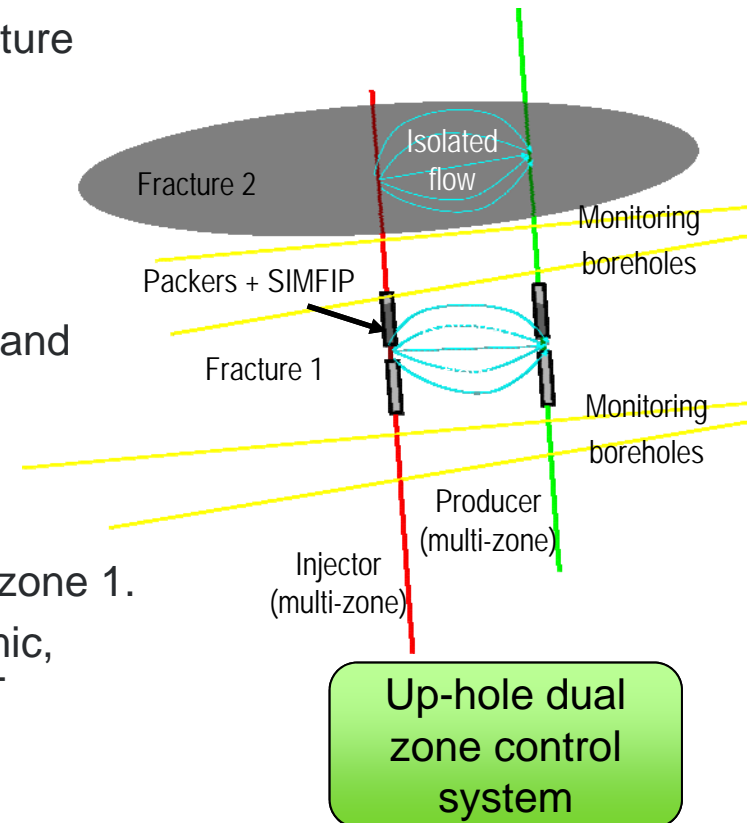 ture
Isolated
flow
Fracture 2
Monitoring
boreholes
Packers + SIMFIP
and
Fracture 1
Monitoring
boreholes
Producer
(multi-zone)
Injector
(multi-zone)
zone 1.
nic,
Up-hole dual
zone control
system